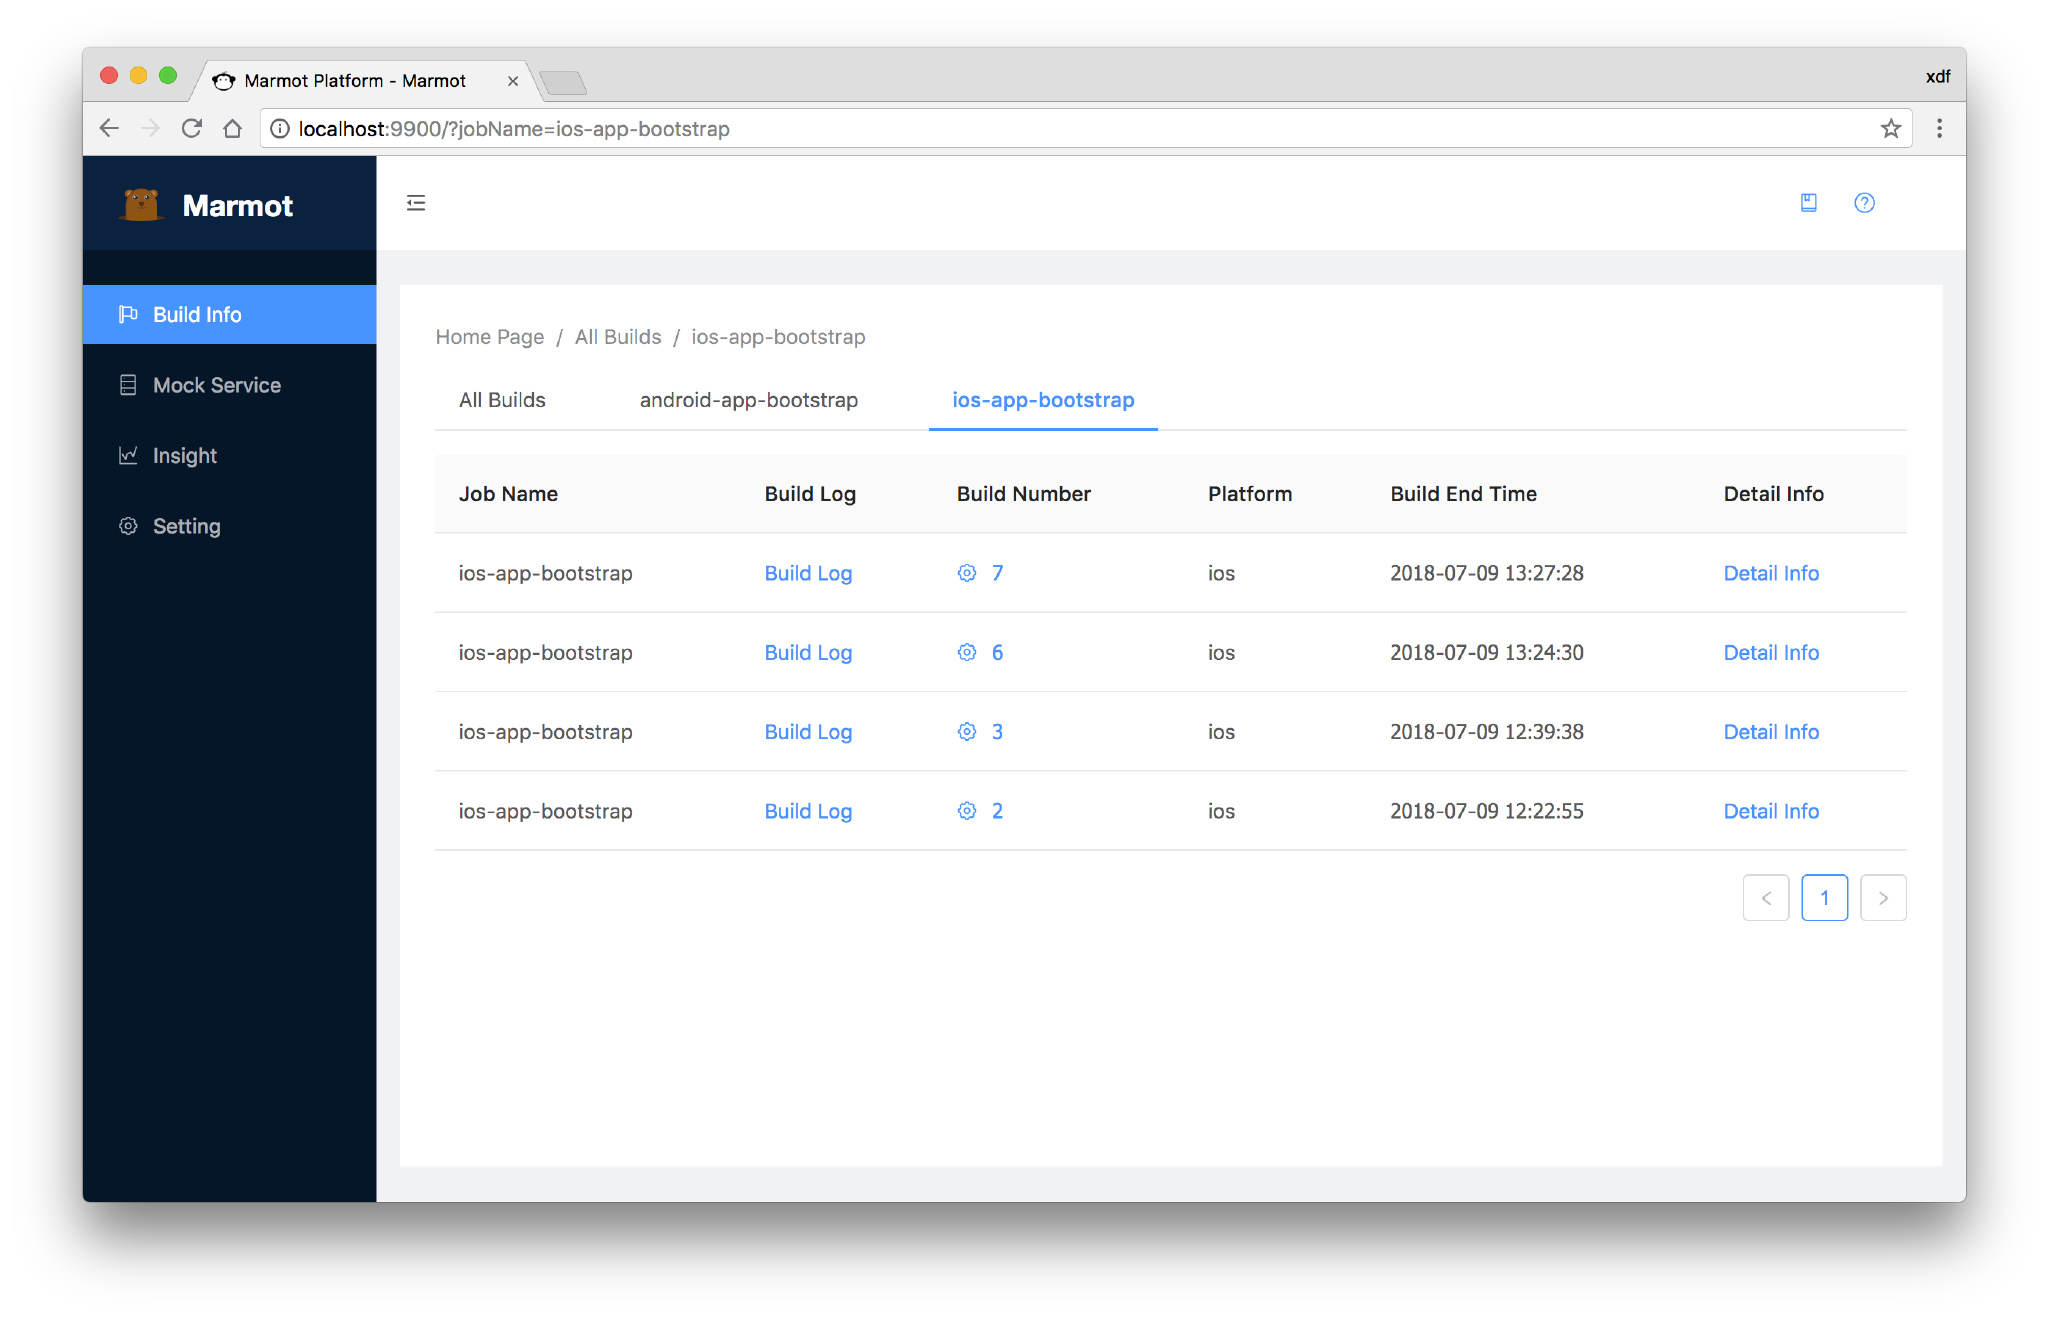 Marmot Platform - Marmot
xdf
localhost:9900/?jobName=ios-app-bootstrap
Marmot
Build Info
Mock Service
Insight
Setting
Home Page / All Builds / ios-app-bootstrap
All Builds android-app-bootstrap ios-app-bootstrap
Job Name Build Log Build Number Platform Build End Time Detail Info
ios-app-bootstrap Build Log 7 ios 2018-07-09 13:27:28 Detail Info
ios-app-bootstrap Build Log 6 ios 2018-07-09 13:24:30 Detail Info
ios-app-bootstrap Build Log 3 ios 2018-07-09 12:39:38 Detail Info
ios-app-bootstrap Build Log 2 ios 2018-07-09 12:22:55 Detail Info
< 1 >